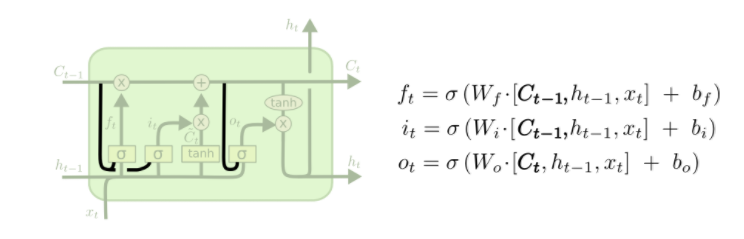 h_t
C_{t-1} × + C_t
tanh
f_t i_t C̃_t o_t × ×
σ σ tanh σ
h_{t-1} h_t
x_t
f_t = σ (W_f·[C_{t-1}, h_{t-1}, x_t] + b_f)
i_t = σ (W_i·[C_{t-1}, h_{t-1}, x_t] + b_i)
o_t = σ (W_o·[C_t, h_{t-1}, x_t] + b_o)